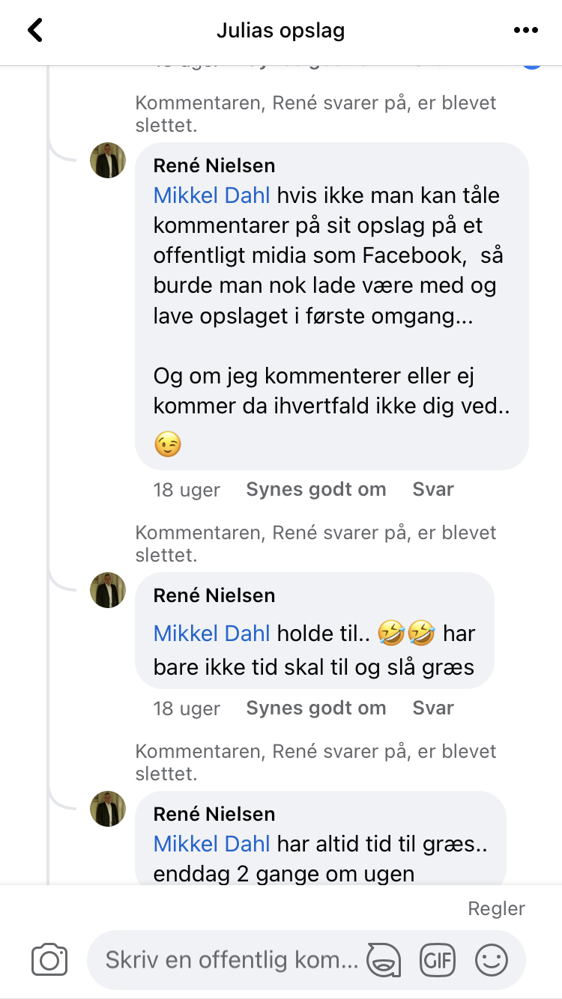 Julias opslag
Kommentaren, René svarer på, er blevet
slettet.
René Nielsen
Mikkel Dahl hvis ikke man kan tåle
kommentarer på sit opslag på et
offentligt midia som Facebook,  så
burde man nok lade være med og
lave opslaget i første omgang...
Og om jeg kommenterer eller ej
kommer da ihvertfald ikke dig ved..
😉
18 uger Synes godt om Svar
Kommentaren, René svarer på, er blevet
slettet.
René Nielsen
Mikkel Dahl holde til.. 🤣🤣 har
bare ikke tid skal til og slå græs
18 uger Synes godt om Svar
Kommentaren, René svarer på, er blevet
slettet.
René Nielsen
Mikkel Dahl har altid tid til græs..
enddag 2 gange om ugen
Regler
Skriv en offentlig kom... GIF